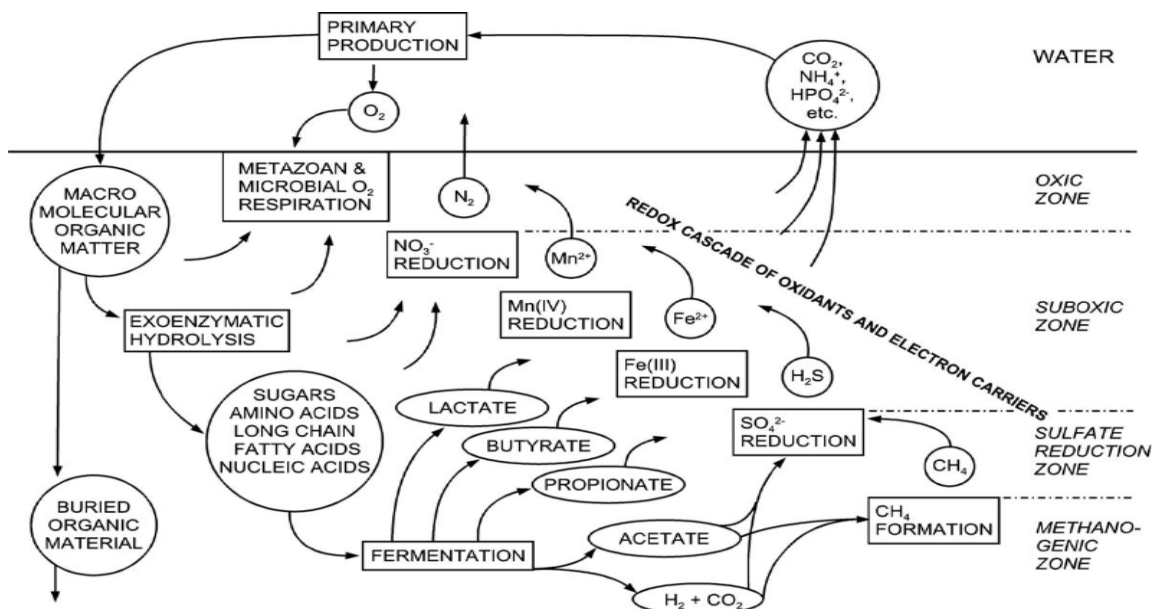 PRIMARY
PRODUCTION
CO₂,
NH₄⁺,
HPO₄²⁻,
etc.
WATER
O₂
MACRO
MOLECULAR
ORGANIC
MATTER
METAZOAN &
MICROBIAL O₂
RESPIRATION
N₂
OXIC
ZONE
REDOX CASCADE OF OXIDANTS AND ELECTRON CARRIERS
NO₃⁻
REDUCTION
Mn²⁺
EXOENZYMATIC
HYDROLYSIS
Mn(IV)
REDUCTION
Fe²⁺
SUBOXIC
ZONE
Fe(III)
REDUCTION
H₂S
SUGARS
AMINO ACIDS
LONG CHAIN
FATTY ACIDS
NUCLEIC ACIDS
LACTATE
BUTYRATE
PROPIONATE
SO₄²⁻
REDUCTION
CH₄
SULFATE
REDUCTION
ZONE
BURIED
ORGANIC
MATERIAL
FERMENTATION
ACETATE
H₂ + CO₂
CH₄
FORMATION
METHANO-
GENIC
ZONE